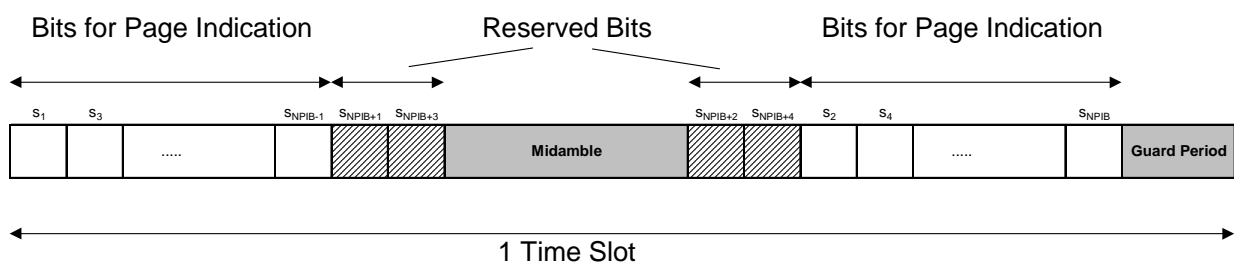 Bits for Page Indication Reserved Bits Bits for Page Indication
s1 s3 sNPIB-1 sNPIB+1 sNPIB+3 sNPIB+2 sNPIB+4 s2 s4 sNPIB
..... Midamble ..... Guard Period
1 Time Slot